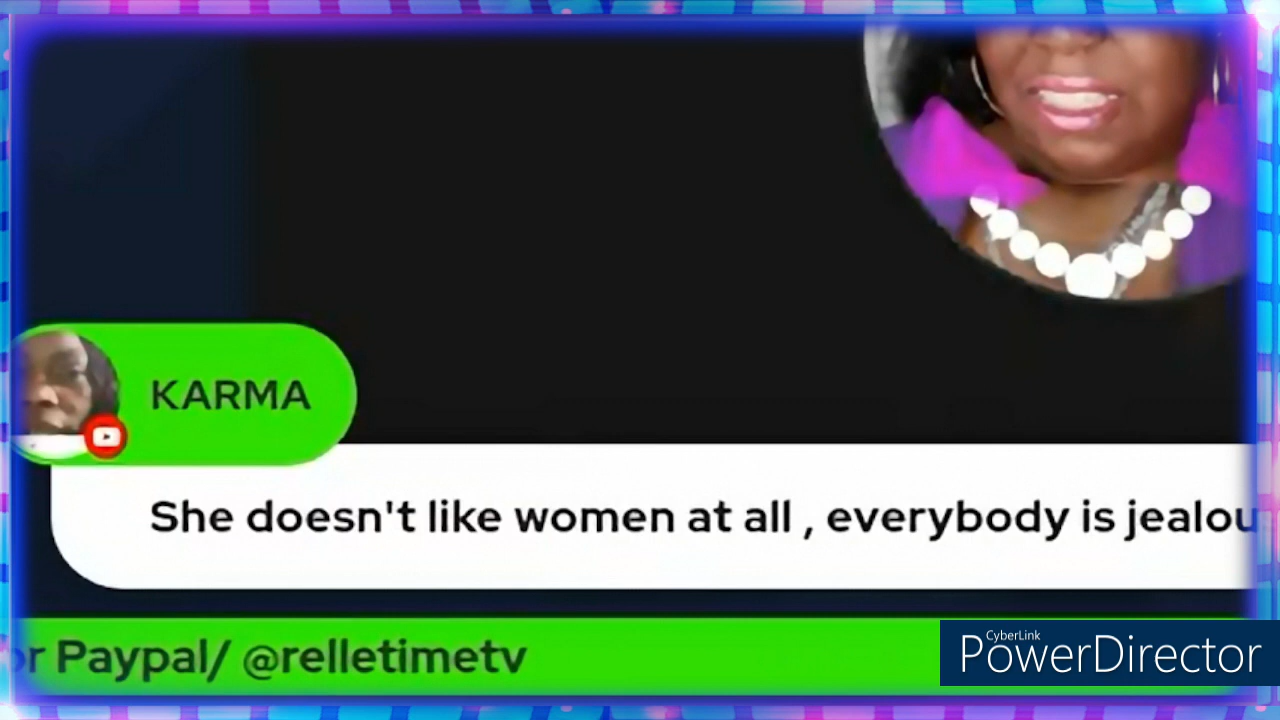 KARMA
She doesn't like women at all , everybody is
Paypal/ @relletimetv
CyberLink
PowerDirector